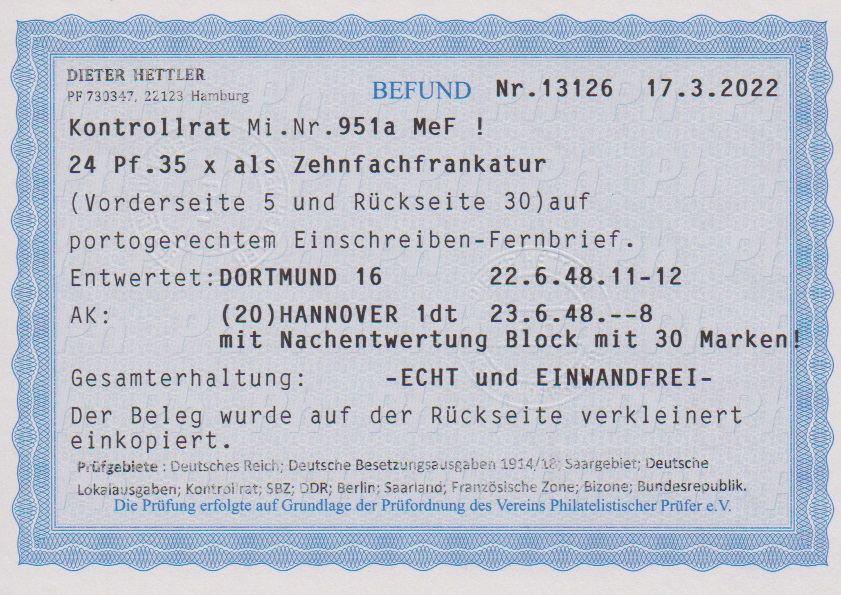 DIETER HETTLER
PF 730347, 22123 Hamburg
BEFUND Nr.13126 17.3.2022
Kontrollrat Mi.Nr.951a MeF !
24 Pf.35 x als Zehnfachfrankatur
(Vorderseite 5 und Rückseite 30)auf
portogerechtem Einschreiben-Fernbrief.
Entwertet:DORTMUND 16 22.6.48.11-12
AK: (20)HANNOVER 1dt 23.6.48.--8
mit Nachentwertung Block mit 30 Marken!
Gesamterhaltung: -ECHT und EINWANDFREI-
Der Beleg wurde auf der Rückseite verkleinert
einkopiert.
Prüfgebiete : Deutsches Reich; Deutsche Besetzungsausgaben 1914/18; Saargebiet; Deutsche
Lokalausgaben; Kontrollrat; SBZ; DDR; Berlin; Saarland; Französische Zone; Bizone; Bundesrepublik.
Die Prüfung erfolgte auf Grundlage der Prüfordnung des Vereins Philatelistischer Prüfer e.V.